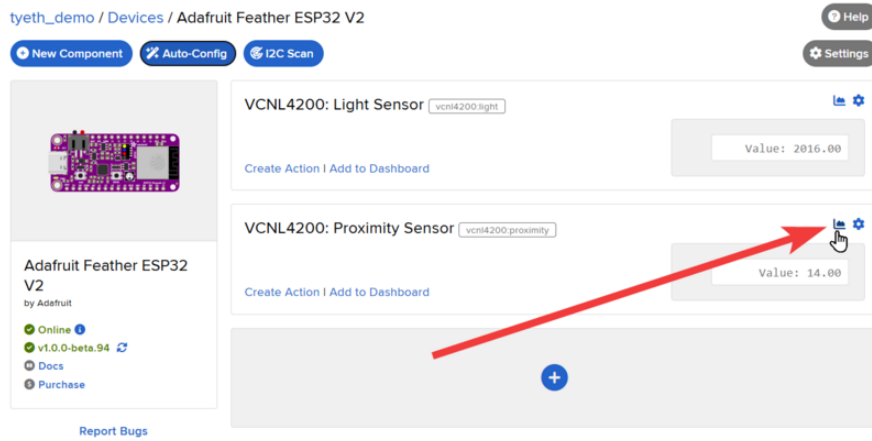 tyeth_demo / Devices / Adafruit Feather ESP32 V2
Help
New Component
Auto-Config
I2C Scan
Settings
VCNL4200: Light Sensor vcnl4200:light
Value: 2016.00
Create Action | Add to Dashboard
VCNL4200: Proximity Sensor vcnl4200:proximity
Value: 14.00
Create Action | Add to Dashboard
Adafruit Feather ESP32
V2
by Adafruit
Online
v1.0.0-beta.94
Docs
Purchase
Report Bugs